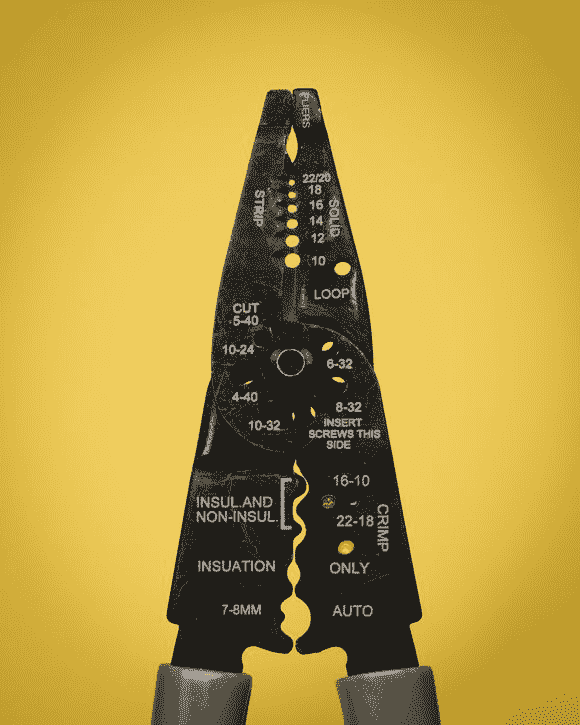 PLIERS
STRIP
SOLID
22/20
18
16
14
12
10
LOOP
CUT
5-40
10-24
6-32
4-40
8-32
10-32
INSERT
SCREWS THIS
SIDE
16-10
INSUL.AND
NON-INSUL.
22-18
CRIMP
INSUATION ONLY
7-8MM AUTO